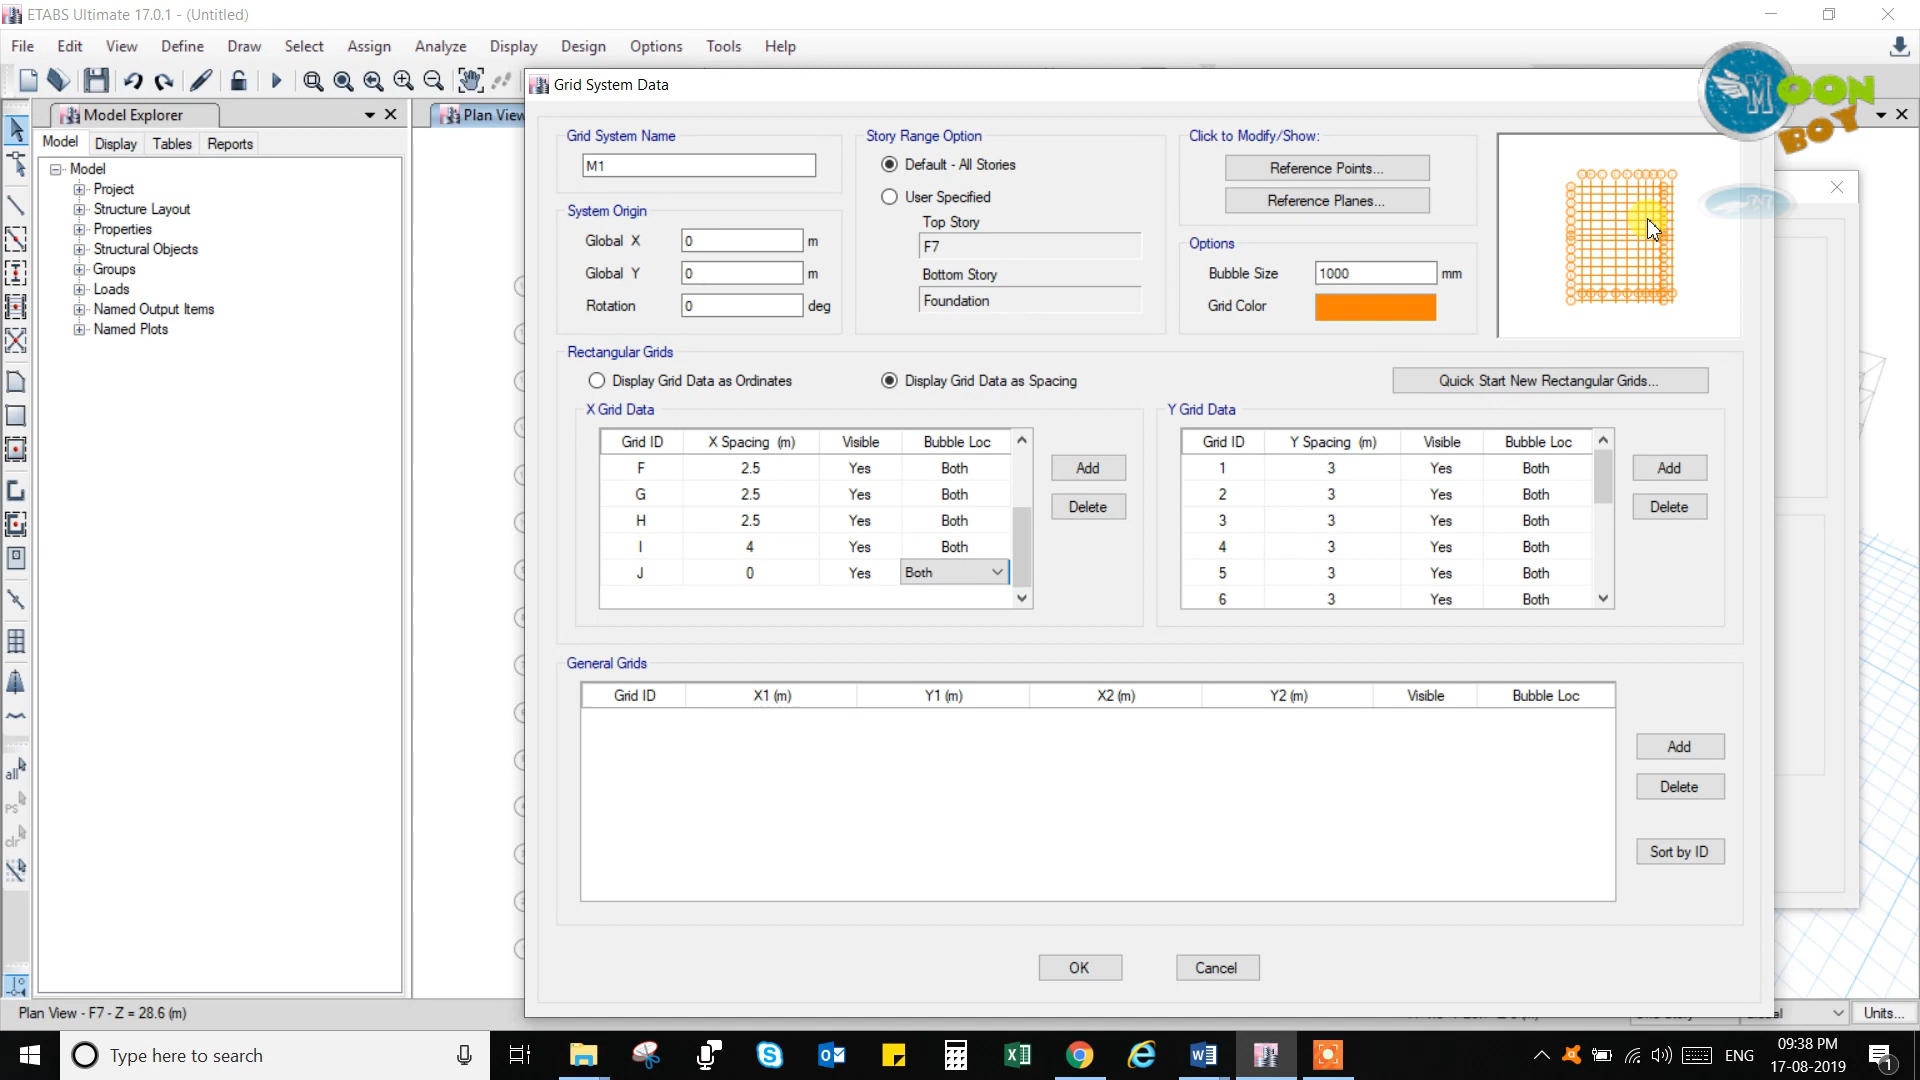 ETABS Ultimate 17.0.1 - (Untitled)
File Edit View Define Draw Select Assign Analyze Display Design Options Tools Help
MOON BOY
Model Explorer
Plan View
Grid System Data
Model Display Tables Reports
Model
Project
Structure Layout
Properties
Structural Objects
Groups
Loads
Named Output Items
Named Plots
Grid System Name
M1
System Origin
Global X 0 m
Global Y 0 m
Rotation 0 deg
Story Range Option
Default - All Stories
User Specified
Top Story
F7
Bottom Story
Foundation
Click to Modify/Show:
Reference Points...
Reference Planes...
Options
Bubble Size 1000 mm
Grid Color
Rectangular Grids
Display Grid Data as Ordinates
Display Grid Data as Spacing
Quick Start New Rectangular Grids...
X Grid Data
Grid ID X Spacing (m) Visible Bubble Loc
F 2.5 Yes Both
G 2.5 Yes Both
H 2.5 Yes Both
I 4 Yes Both
J 0 Yes Both
Add
Delete
Y Grid Data
Grid ID Y Spacing (m) Visible Bubble Loc
1 3 Yes Both
2 3 Yes Both
3 3 Yes Both
4 3 Yes Both
5 3 Yes Both
6 3 Yes Both
Add
Delete
General Grids
Grid ID X1 (m) Y1 (m) X2 (m) Y2 (m) Visible Bubble Loc
Add
Delete
Sort by ID
OK Cancel
all
ps
clr
Plan View - F7 - Z = 28.6 (m)
Units...
Type here to search
ENG
09:38 PM
17-08-2019
1